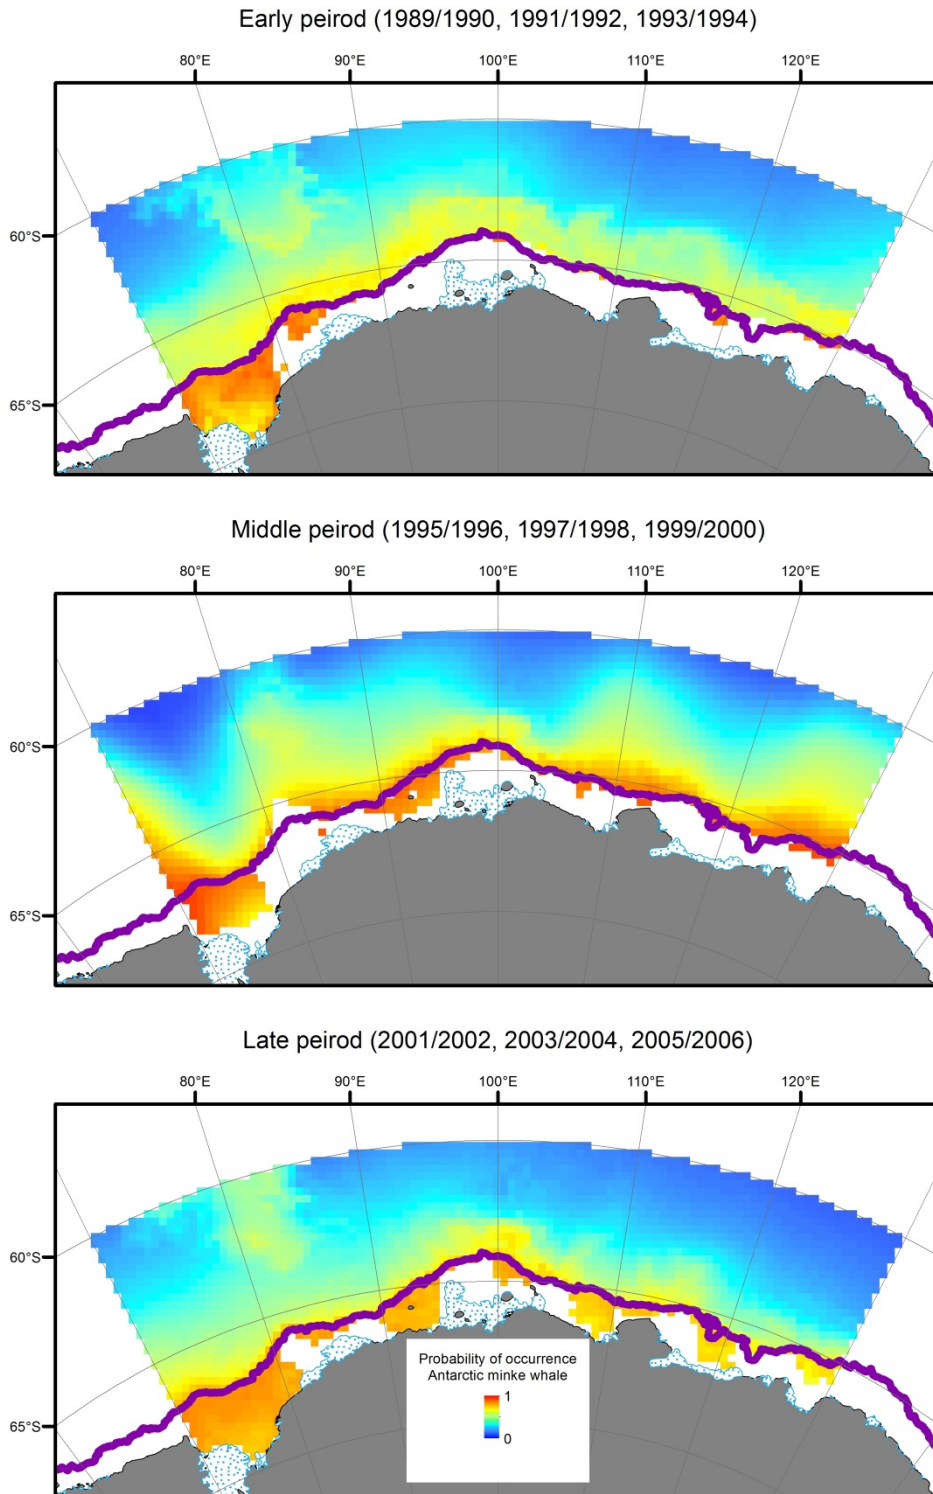 Early peirod (1989/1990, 1991/1992, 1993/1994)
80°E 90°E 100°E 110°E 120°E
60°S
65°S
Middle peirod (1995/1996, 1997/1998, 1999/2000)
80°E 90°E 100°E 110°E 120°E
60°S
65°S
Late peirod (2001/2002, 2003/2004, 2005/2006)
80°E 90°E 100°E 110°E 120°E
60°S
65°S
Probability of occurrence
Antarctic minke whale
1
0